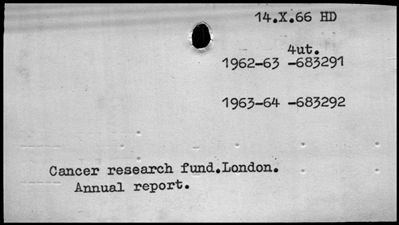 14.X.66 HD
4ut.
1962-63 -683291
1963-64 -683292
Cancer research fund.London.
Annual report.